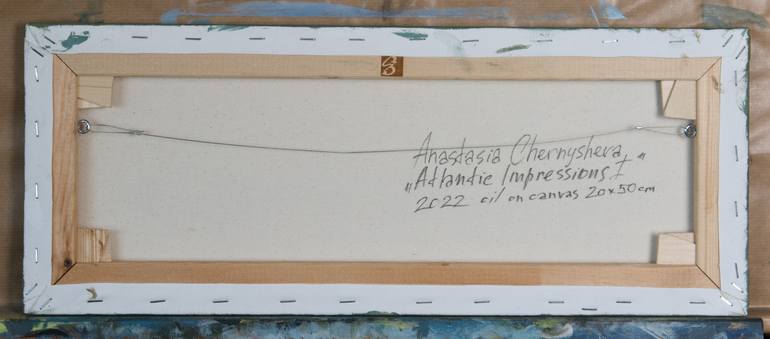 Anastasia Chernysheva
„Atlantic Impressions I"
2022 oil on canvas 20x50cm